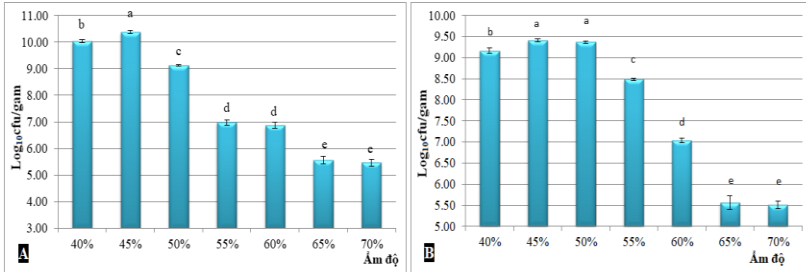 11.00
10.00
9.00
8.00
7.00
6.00
5.00
4.00
3.00
Log₁₀cfu/gam
b
a
c
d
d
e
e
40% 45% 50% 55% 60% 65% 70%
A
Ẩm độ
10.00
9.50
9.00
8.50
8.00
7.50
7.00
6.50
6.00
5.50
5.00
Log₁₀cfu/gam
b
a
a
c
d
e
e
40% 45% 50% 55% 60% 65% 70%
B
Ẩm độ